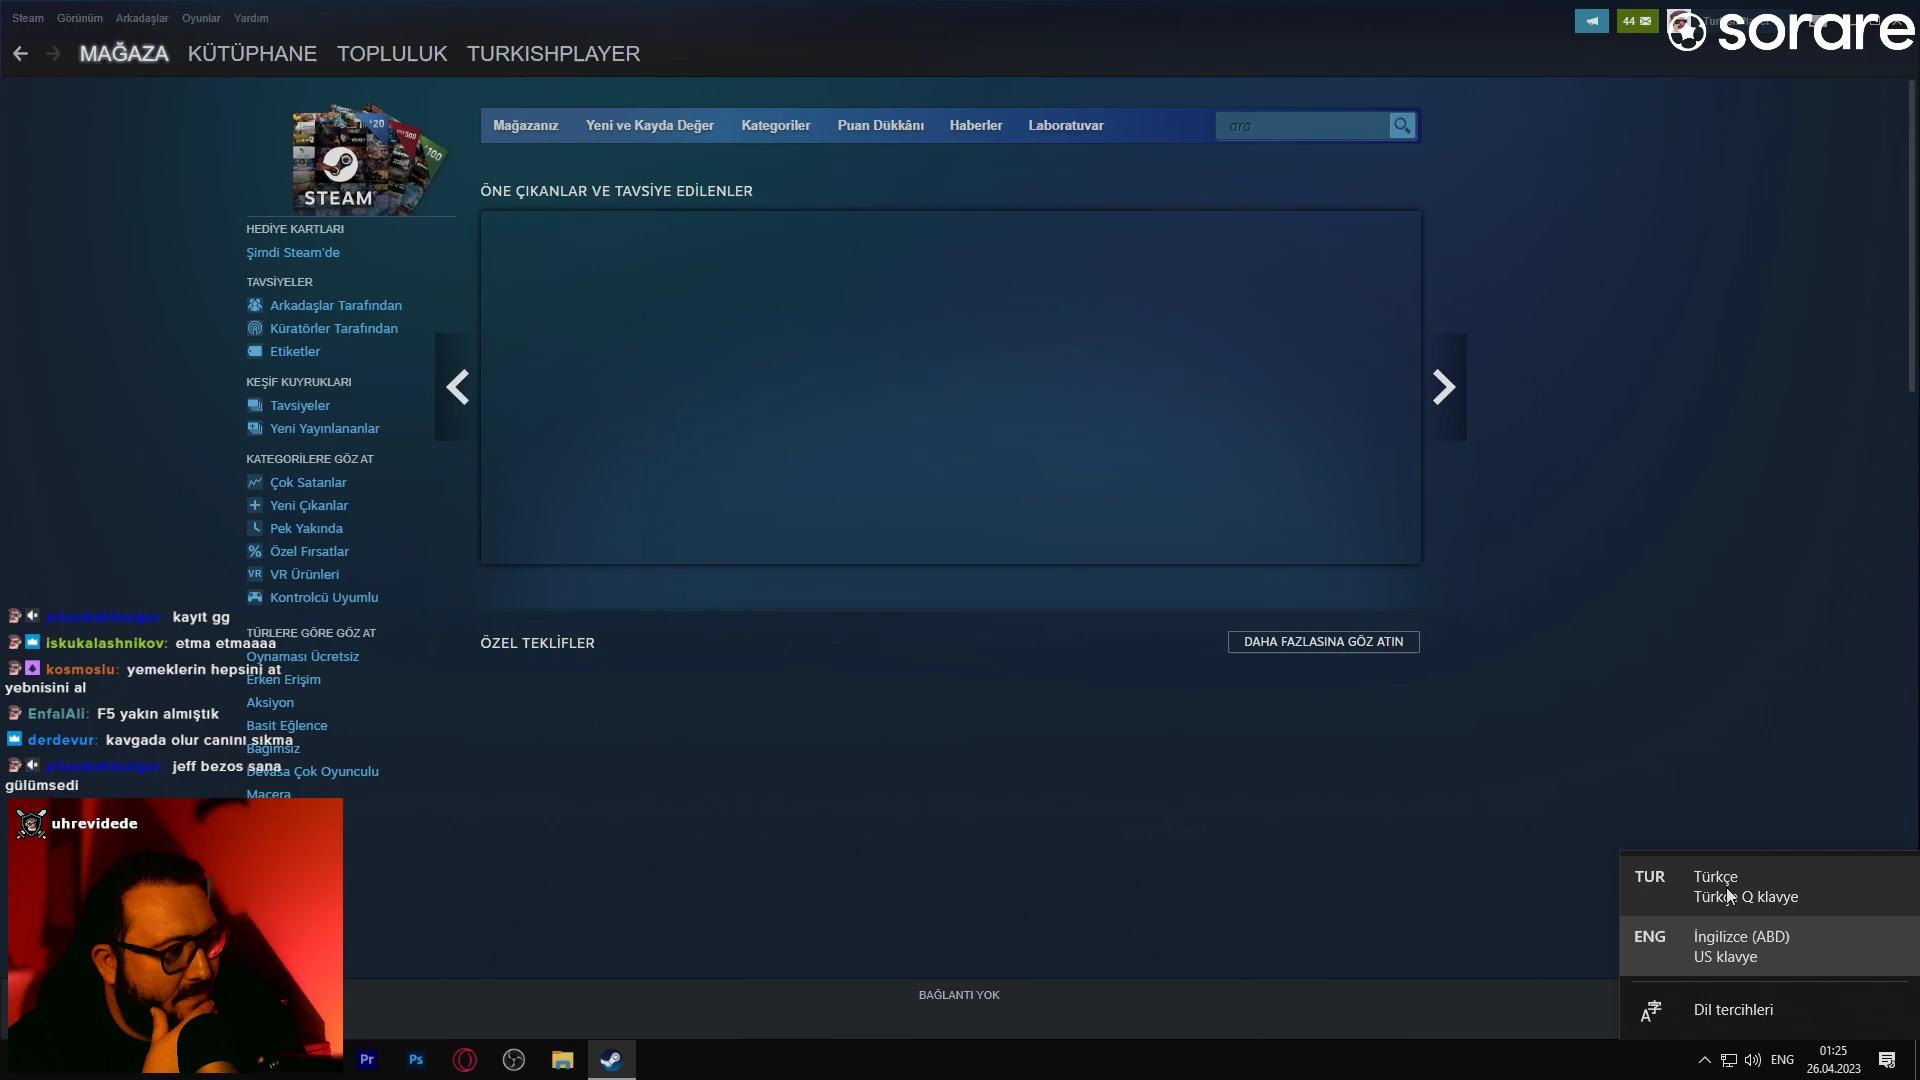 Steam Görünüm Arkadaşlar Oyunlar Yardım
44
sorare
MAĞAZA KÜTÜPHANE TOPLULUK TURKISHPLAYER
$20
500
100
STEAM
Mağazanız Yeni ve Kayda Değer Kategoriler Puan Dükkânı Haberler Laboratuvar ara
ÖNE ÇIKANLAR VE TAVSİYE EDİLENLER
HEDİYE KARTLARI
Şimdi Steam'de
TAVSİYELER
Arkadaşlar Tarafından
Küratörler Tarafından
Etiketler
KEŞİF KUYRUKLARI
Tavsiyeler
Yeni Yayınlananlar
KATEGORİLERE GÖZ AT
Çok Satanlar
Yeni Çıkanlar
Pek Yakında
% Özel Fırsatlar
VR VR Ürünleri
Kontrolcü Uyumlu
TÜRLERE GÖRE GÖZ AT
Oynaması Ücretsiz
Erken Erişim
Aksiyon
Basit Eğlence
Bağımsız
Devasa Çok Oyunculu
Macera
ÖZEL TEKLİFLER DAHA FAZLASINA GÖZ ATIN
kayıt gg
iskukalashnikov: etma etmaaaa
kosmoslu: yemeklerin hepsini at
yebnisini al
EnfalAli: F5 yakın almıştık
derdevur: kavgada olur canını sıkma
jeff bezos sana
gülümsedi
uhrevidede
BAĞLANTI YOK
TUR Türkçe
Türkçe Q klavye
ENG İngilizce (ABD)
US klavye
Dil tercihleri
Pr Ps
ENG 01:25
26.04.2023